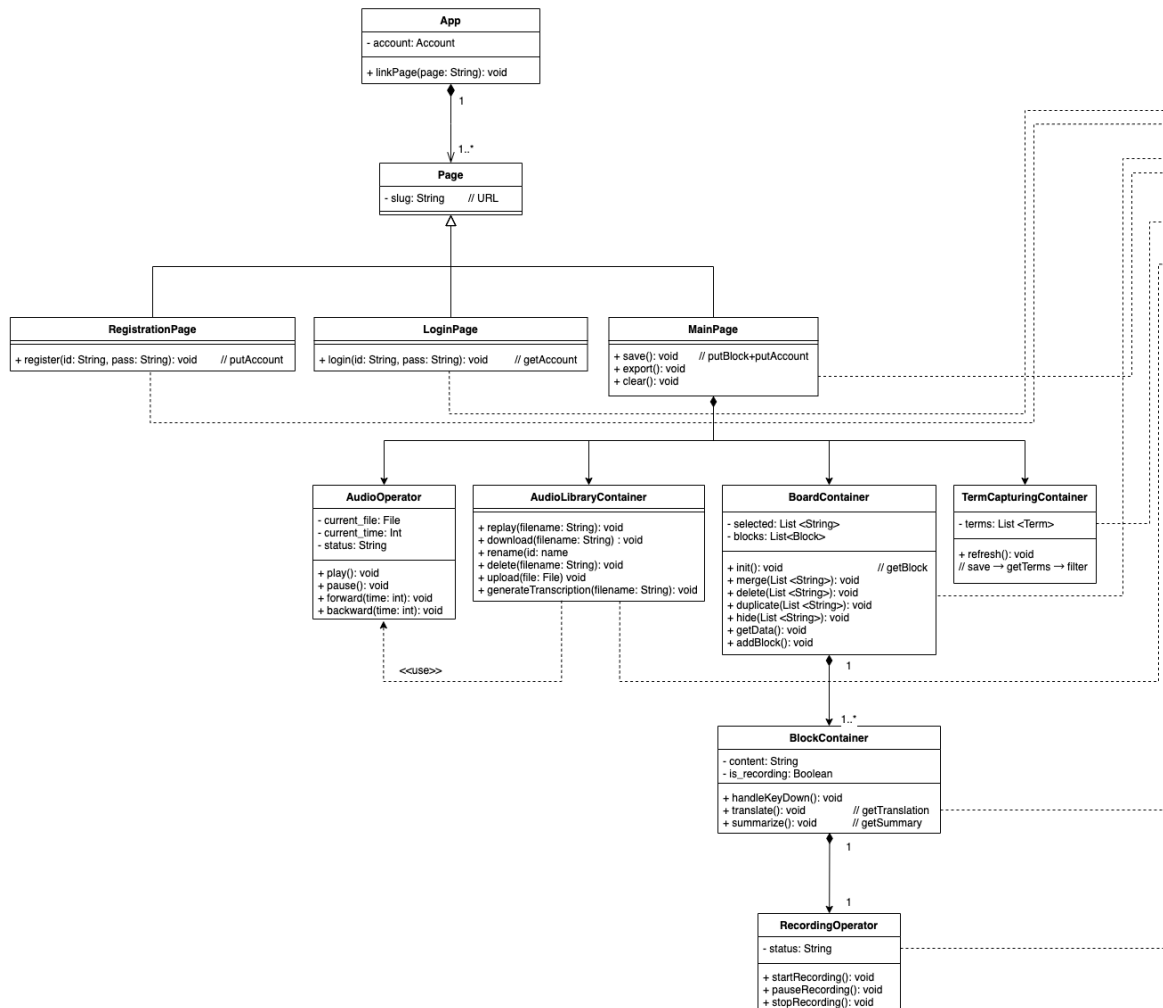 App
- account: Account
+ linkPage(page: String): void
1
1..*
Page
- slug: String // URL
RegistrationPage
+ register(id: String, pass: String): void // putAccount
LoginPage
+ login(id: String, pass: String): void // getAccount
MainPage
+ save(): void // putBlock+putAccount
+ export(): void
+ clear(): void
AudioOperator
- current_file: File
- current_time: Int
- status: String
+ play(): void
+ pause(): void
+ forward(time: int): void
+ backward(time: int): void
AudioLibraryContainer
+ replay(filename: String): void
+ download(filename: String) : void
+ rename(id: name
+ delete(filename: String): void
+ upload(file: File) void
+ generateTranscription(filename: String): void
BoardContainer
- selected: List <String>
- blocks: List<Block>
+ init(): void // getBlock
+ merge(List <String>): void
+ delete(List <String>): void
+ duplicate(List <String>): void
+ hide(List <String>): void
+ getData(): void
+ addBlock(): void
TermCapturingContainer
- terms: List <Term>
+ refresh(): void
// save → getTerms → filter
<<use>>
1
1..*
BlockContainer
- content: String
- is_recording: Boolean
+ handleKeyDown(): void
+ translate(): void // getTranslation
+ summarize(): void // getSummary
1
1
RecordingOperator
- status: String
+ startRecording(): void
+ pauseRecording(): void
+ stopRecording(): void